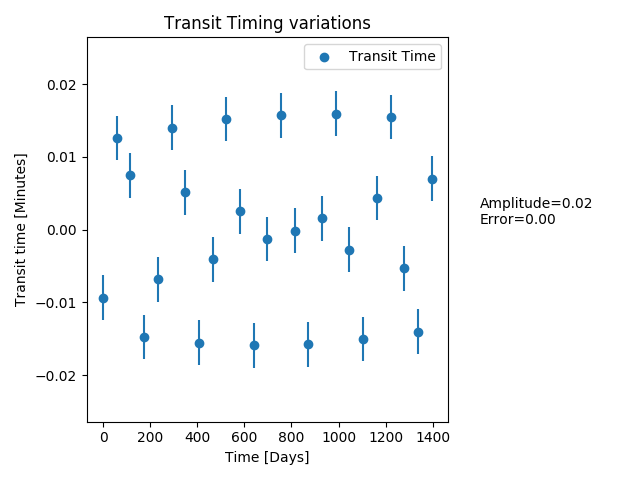 Transit Timing variations
Transit Time
0.02
0.01
0.00
−0.01
−0.02
Transit time [Minutes]
0 200 400 600 800 1000 1200 1400
Time [Days]
Amplitude=0.02
Error=0.00